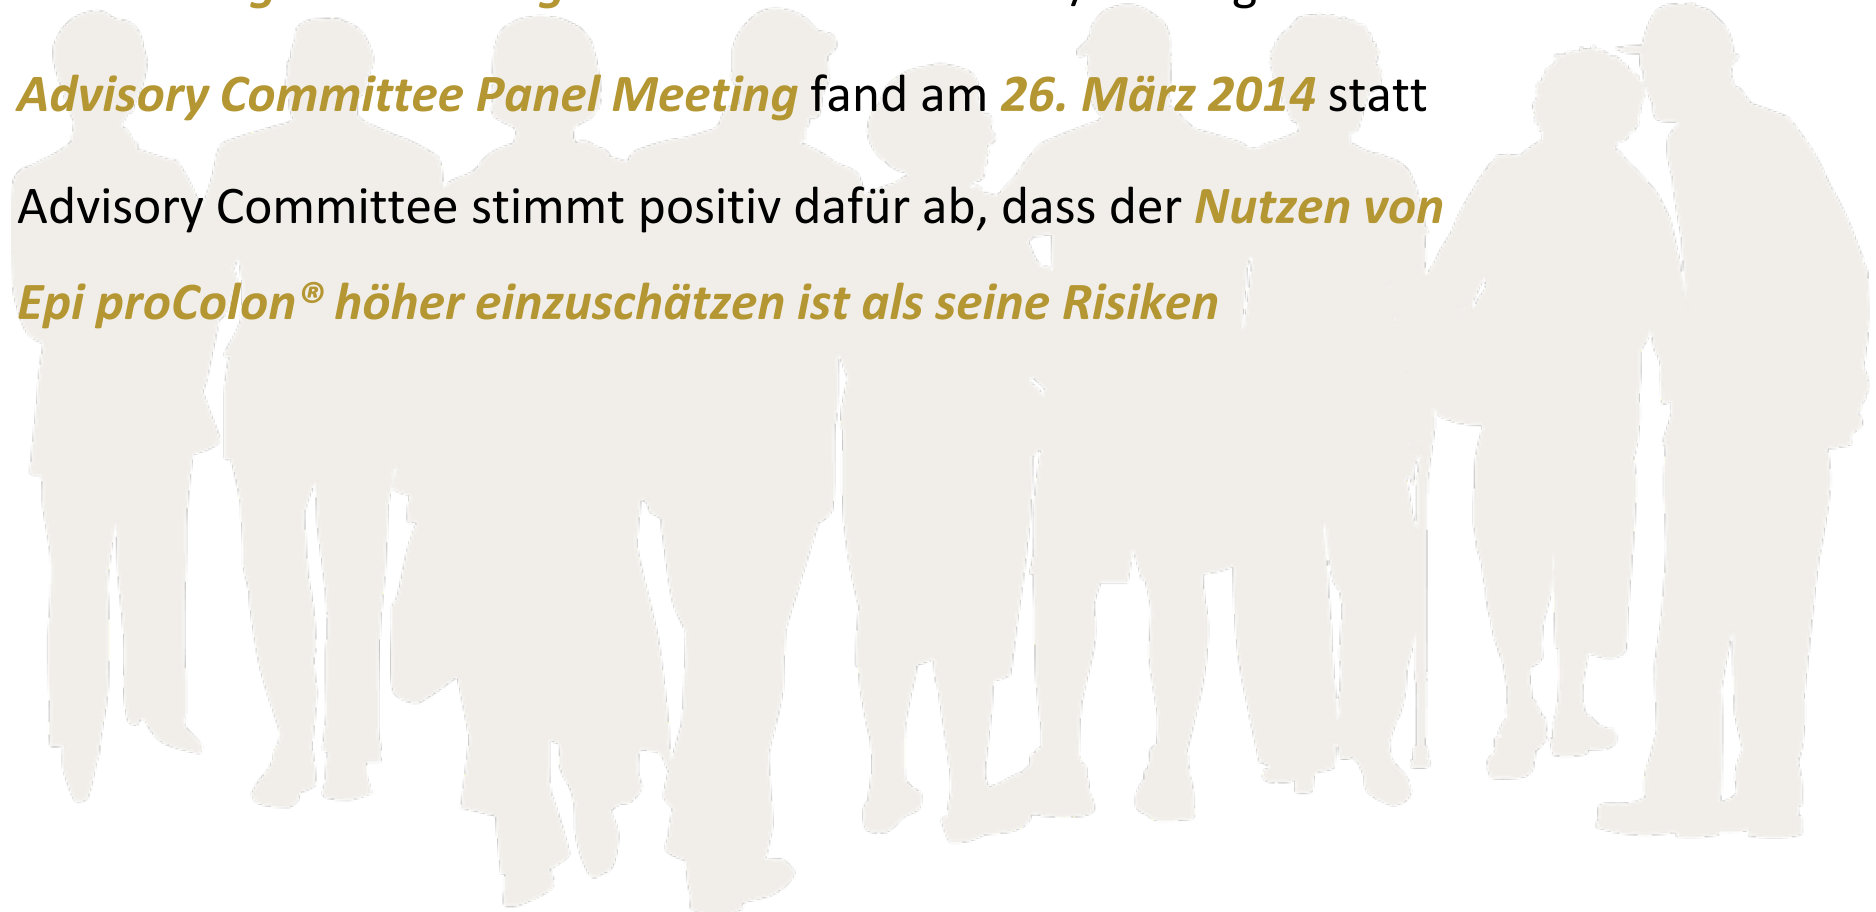 Advisory Committee Panel Meeting fand am 26. März 2014 statt
Advisory Committee stimmt positiv dafür ab, dass der Nutzen von
Epi proColon® höher einzuschätzen ist als seine Risiken